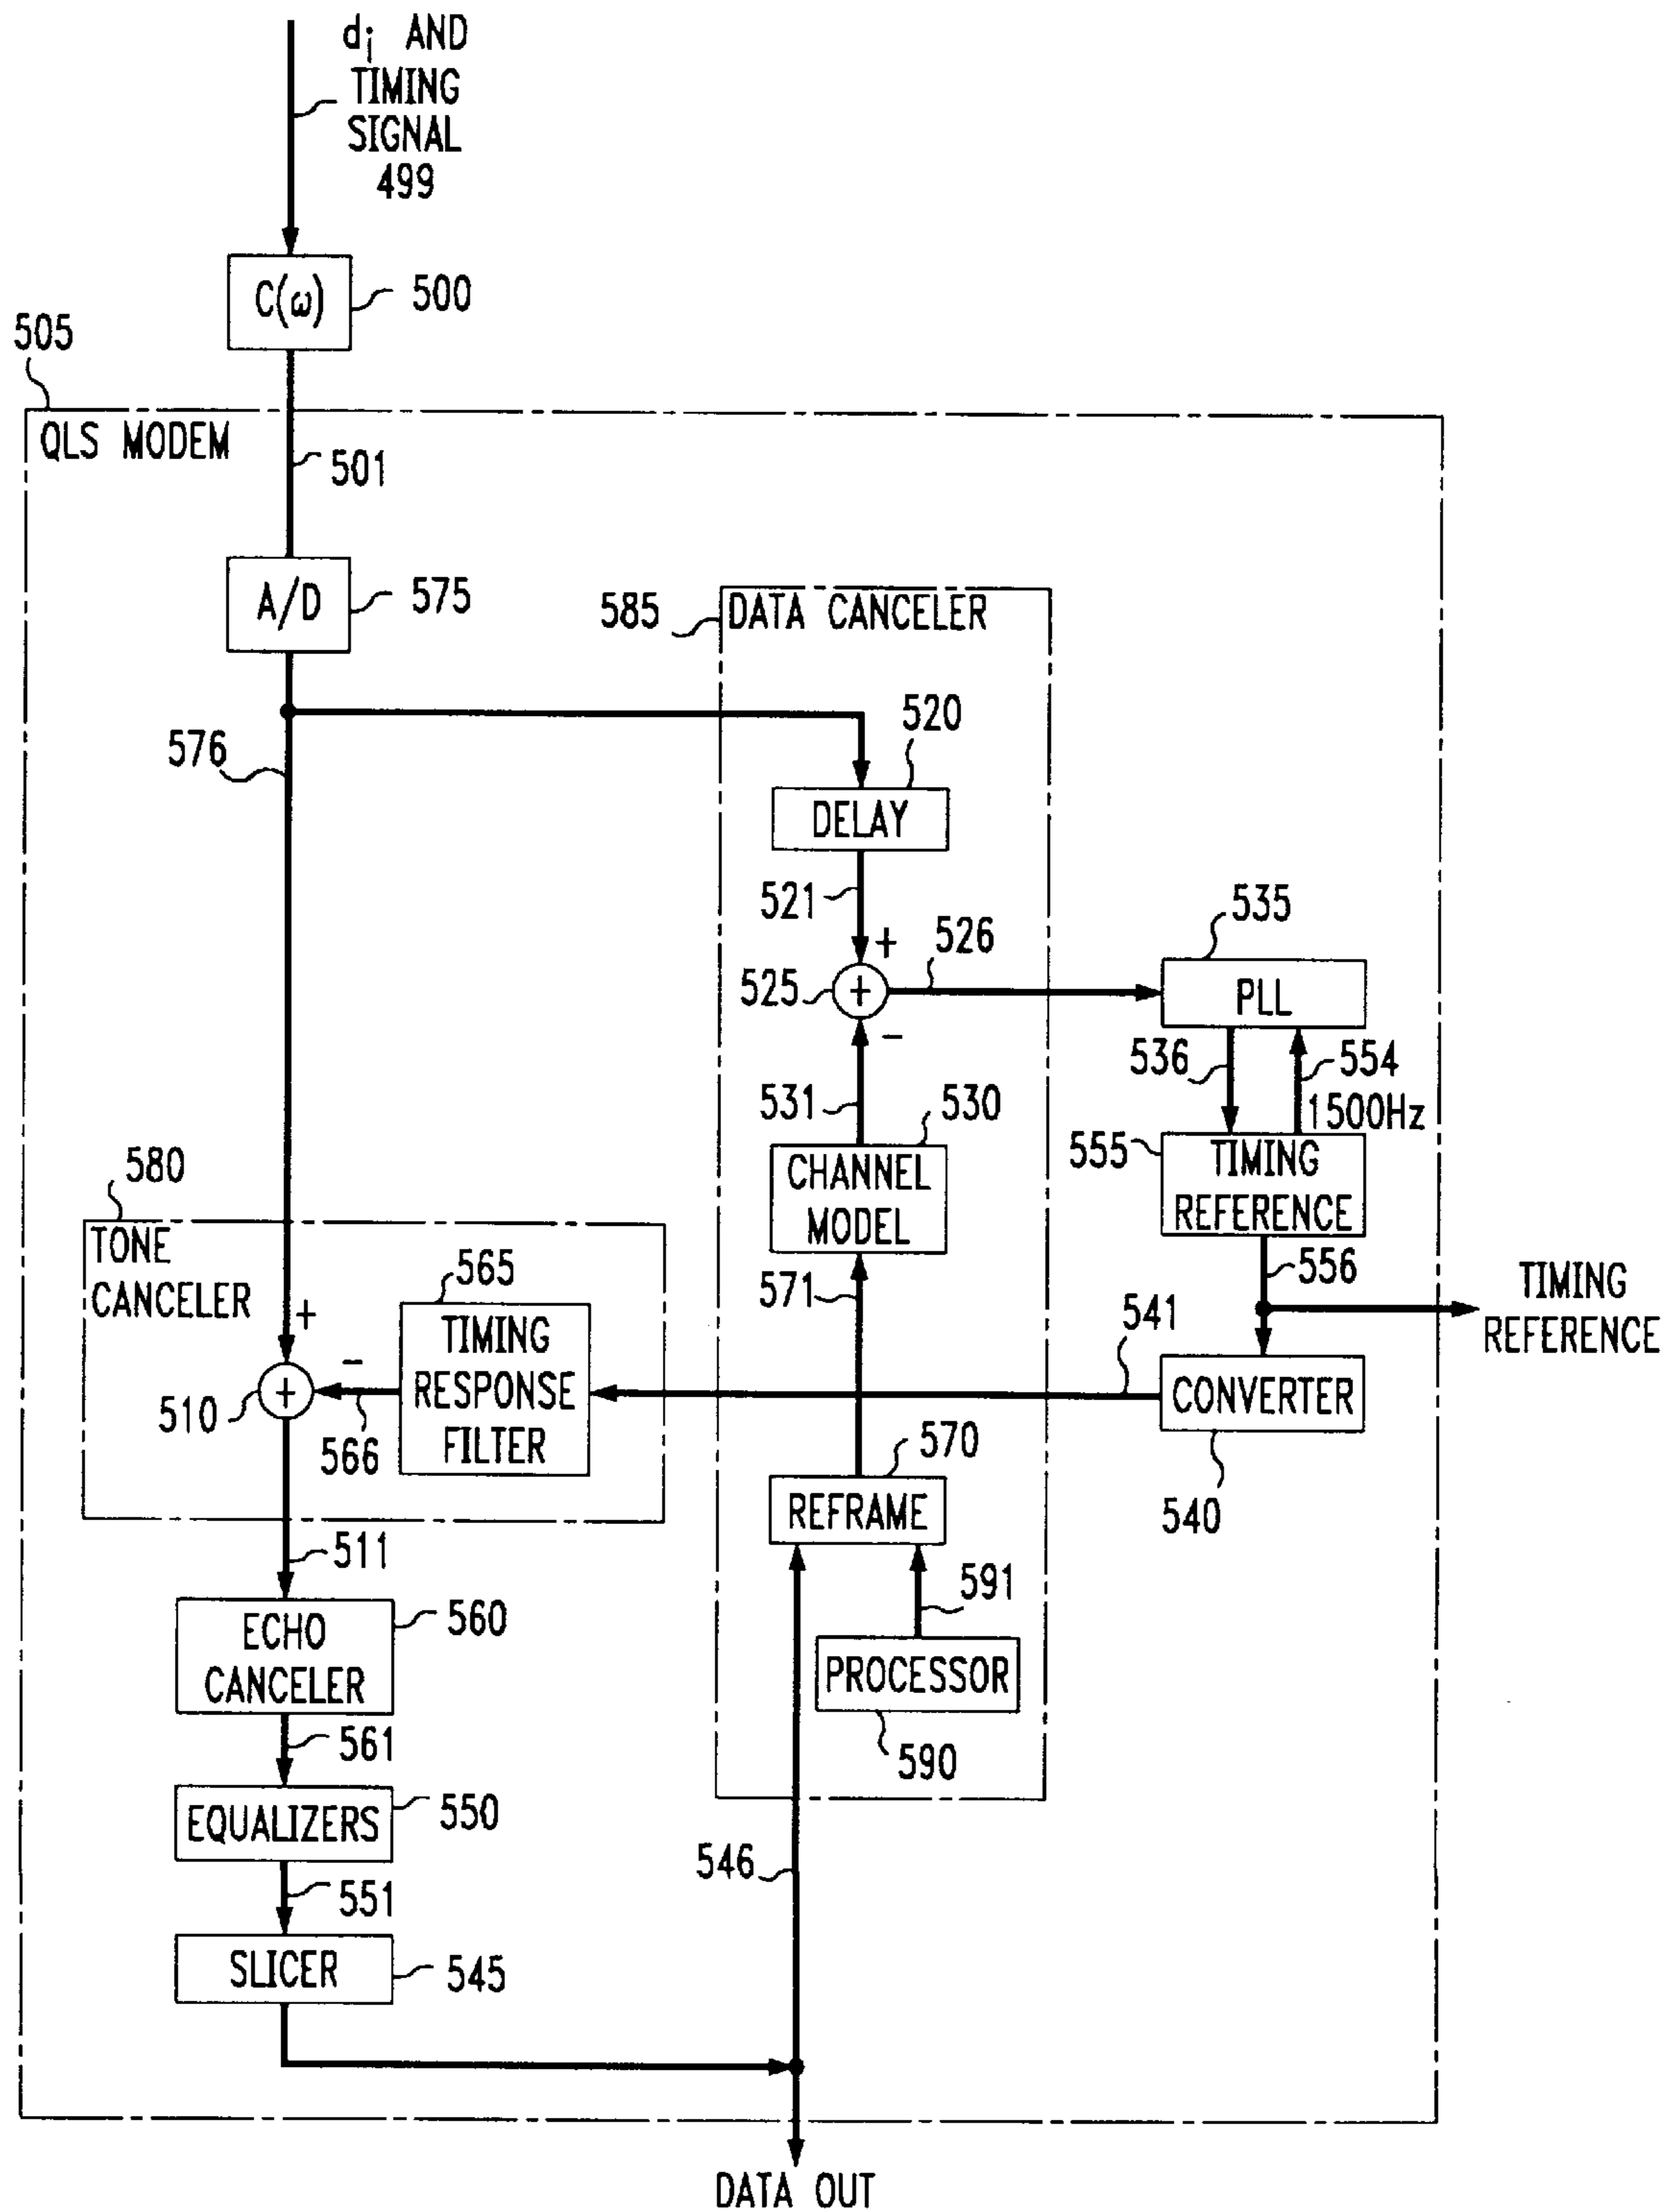 dj AND
TIMING
SIGNAL
499
C(ω)
500
505
QLS MODEM
501
A/D
575
585
DATA CANCELER
576
520
DELAY
521
+
526
535
525
+
PLL
−
536
554
1500Hz
531
530
555
TIMING
REFERENCE
CHANNEL
MODEL
580
TONE
CANCELER
565
571
556
TIMING
REFERENCE
+
TIMING
RESPONSE
FILTER
541
−
+
510
566
CONVERTER
570
540
REFRAME
511
591
560
ECHO
CANCELER
PROCESSOR
561
590
EQUALIZERS
550
546
551
SLICER
545
DATA OUT